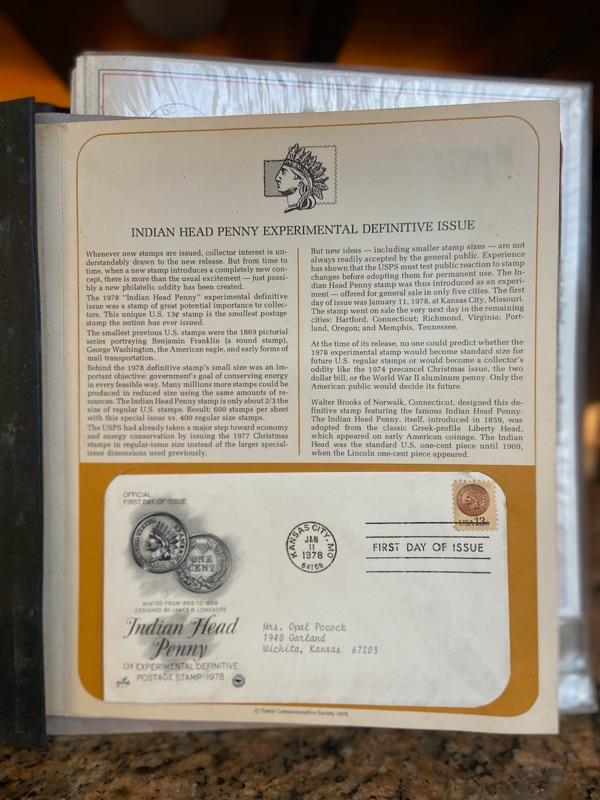 DC
INDIAN HEAD PENNY EXPERIMENTAL DEFINITIVE ISSUE
Whenever new stamps are issued, collector interest is un-
derstandably drawn to the new release. But from time to
time, when a new stamp introduces a completely new con-
cept, there is more than the usual excitement — just possi-
bly a new philatelic oddity has been created.
The 1978 "Indian Head Penny" experimental definitive
issue was a stamp of great potential importance to collec-
tors. This unique U.S. 13¢ stamp is the smallest postage
stamp the nation has ever issued.
The smallest previous U.S. stamps were the 1869 pictorial
series portraying Benjamin Franklin (a round stamp),
George Washington, the American eagle, and early forms of
mail transportation.
Behind the 1978 definitive stamp's small size was an im-
portant objective: government's goal of conserving energy
in every feasible way. Many millions more stamps could be
produced in reduced size using the same amounts of re-
sources. The Indian Head Penny stamp is only about 2/3 the
size of regular U.S. stamps. Result: 600 stamps per sheet
with this special issue vs. 400 regular size stamps.
The USPS had already taken a major step toward economy
and energy conservation by issuing the 1977 Christmas
stamps in regular-issue size instead of the larger special-
issue dimensions used previously.
But new ideas — including smaller stamp sizes — are not
always readily accepted by the general public. Experience
has shown that the USPS must test public reaction to stamp
changes before adopting them for permanent use. The In-
dian Head Penny stamp was thus introduced as an experi-
ment — offered for general sale in only five cities. The first
day of issue was January 11, 1978, at Kansas City, Missouri.
The stamp went on sale the very next day in the remaining
cities: Hartford, Connecticut; Richmond, Virginia; Port-
land, Oregon; and Memphis, Tennessee.
At the time of its release, no one could predict whether the
1978 experimental stamp would become standard size for
future U.S. regular stamps or would become a collector's
oddity like the 1974 precancel Christmas issue, the two
dollar bill, or the World War II aluminum penny. Only the
American public would decide its future.
Walter Brooks of Norwalk, Connecticut, designed this de-
finitive stamp featuring the famous Indian Head Penny.
The Indian Head Penny, itself, introduced in 1859, was
adopted from the classic Greek-profile Liberty Head,
which appeared on early American coinage. The Indian
Head was the standard U.S. one-cent piece until 1909,
when the Lincoln one-cent piece appeared.
OFFICIAL
FIRST DAY OF ISSUE
ONE
CENT
MINTED FROM 1859 TO 1909
DESIGNED BY JAMES B. LONGACRE
Indian Head
Penny
13¢ EXPERIMENTAL DEFINITIVE
POSTAGE STAMP-1978
KANSAS CITY, MO
JAN
11
1978
64108
USA 13c
FIRST DAY OF ISSUE
Mrs. Opal Pocock
1940 Garland
Wichita, Kansas 67203
© Postal Commemorative Society 1978